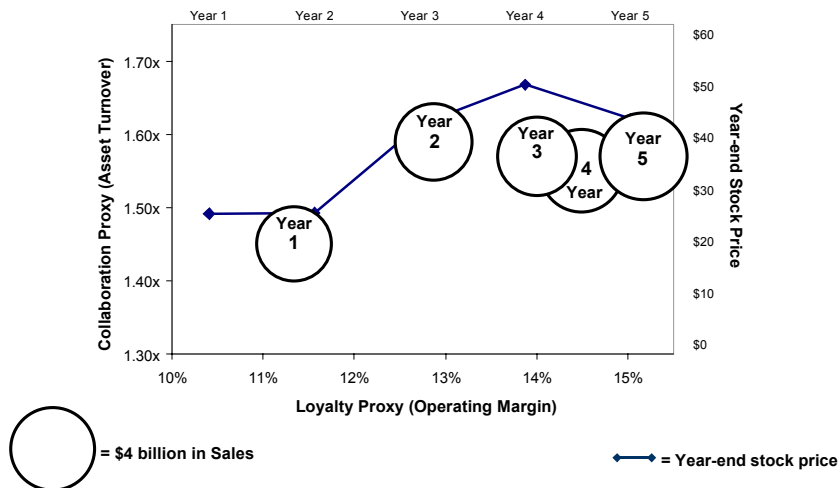 Year 1 Year 2 Year 3 Year 4 Year 5
1.70x
1.60x
1.50x
1.40x
1.30x
Collaboration Proxy (Asset Turnover)
$60
$50
$40
$30
$20
$10
$0
Year-end Stock Price
Year
1
Year
2
Year
3
4
Year
Year
5
10% 11% 12% 13% 14% 15%
Loyalty Proxy (Operating Margin)
= $4 billion in Sales
= Year-end stock price